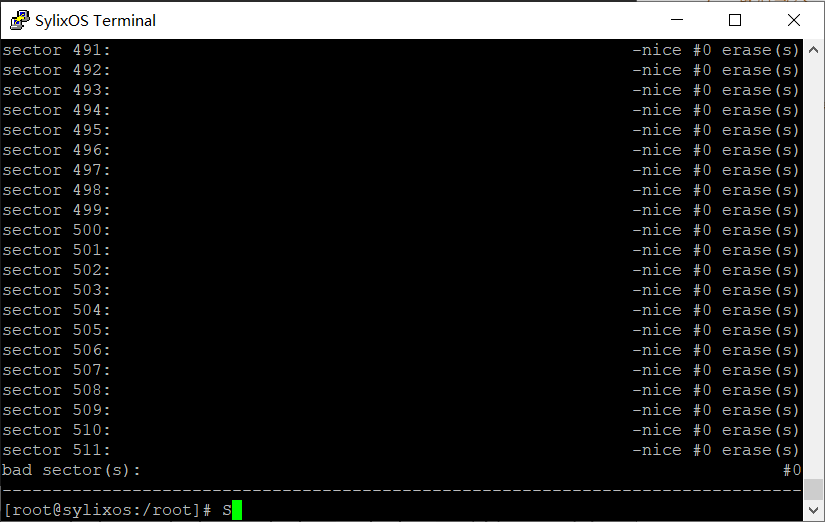 SylixOS Terminal
sector 491: -nice #0 erase(s)
sector 492: -nice #0 erase(s)
sector 493: -nice #0 erase(s)
sector 494: -nice #0 erase(s)
sector 495: -nice #0 erase(s)
sector 496: -nice #0 erase(s)
sector 497: -nice #0 erase(s)
sector 498: -nice #0 erase(s)
sector 499: -nice #0 erase(s)
sector 500: -nice #0 erase(s)
sector 501: -nice #0 erase(s)
sector 502: -nice #0 erase(s)
sector 503: -nice #0 erase(s)
sector 504: -nice #0 erase(s)
sector 505: -nice #0 erase(s)
sector 506: -nice #0 erase(s)
sector 507: -nice #0 erase(s)
sector 508: -nice #0 erase(s)
sector 509: -nice #0 erase(s)
sector 510: -nice #0 erase(s)
sector 511: -nice #0 erase(s)
bad sector(s): #0
--------------------------------------------------------------------------------
[root@sylixos:/root]# S